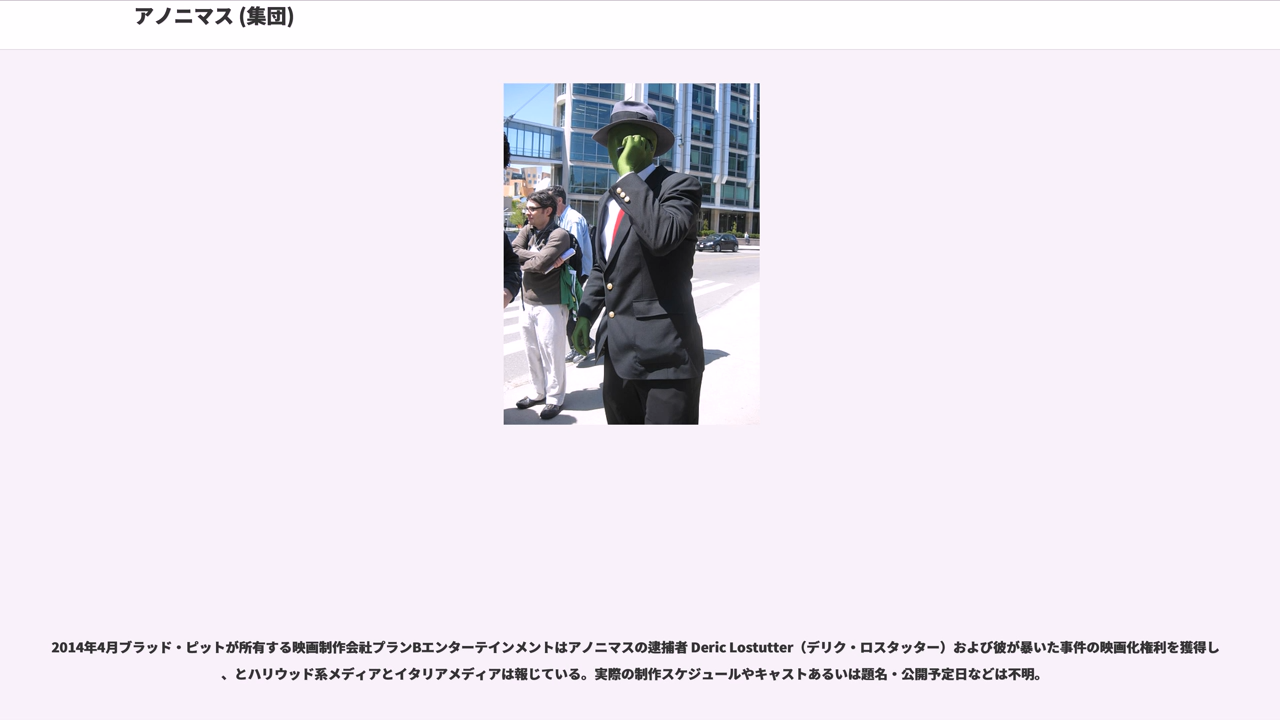 アノニマス (集団)
2014年4月ブラッド・ピットが所有する映画制作会社プランBエンターテインメントはアノニマスの逮捕者 Deric Lostutter（デリク・ロスタッター）および彼が暴いた事件の映画化権利を獲得し
、とハリウッド系メディアとイタリアメディアは報じている。実際の制作スケジュールやキャストあるいは題名・公開予定日などは不明。